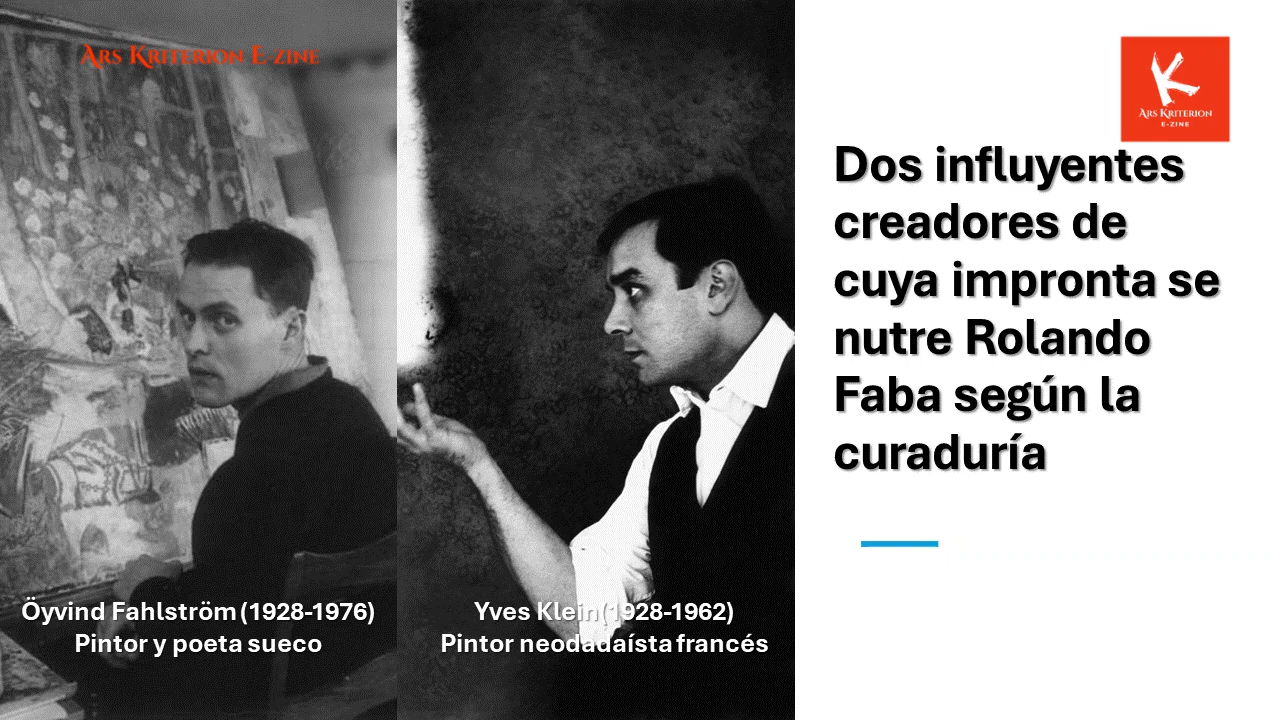 Ars Kriterion E-zine
Öyvind Fahlström (1928-1976)
Pintor y poeta sueco
Yves Klein(1928-1962)
Pintor neodadaísta francés
K
Ars Kriterion
E-ZINE
Dos influyentes
creadores de
cuya impronta se
nutre Rolando
Faba según la
curaduría